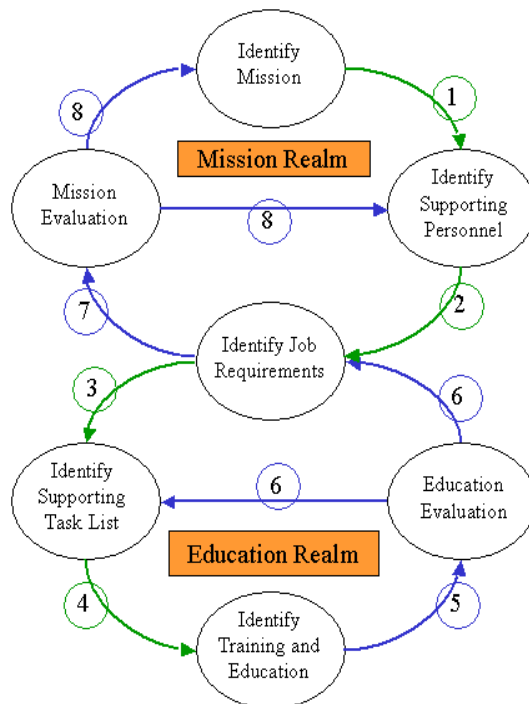 Identify
Mission
8
1
Mission Realm
Mission
Evaluation
Identify
Supporting
Personnel
8
7
2
Identify Job
Requirements
3
6
Identify
Supporting
Task List
6
Education
Evaluation
Education Realm
4
5
Identify
Training and
Education